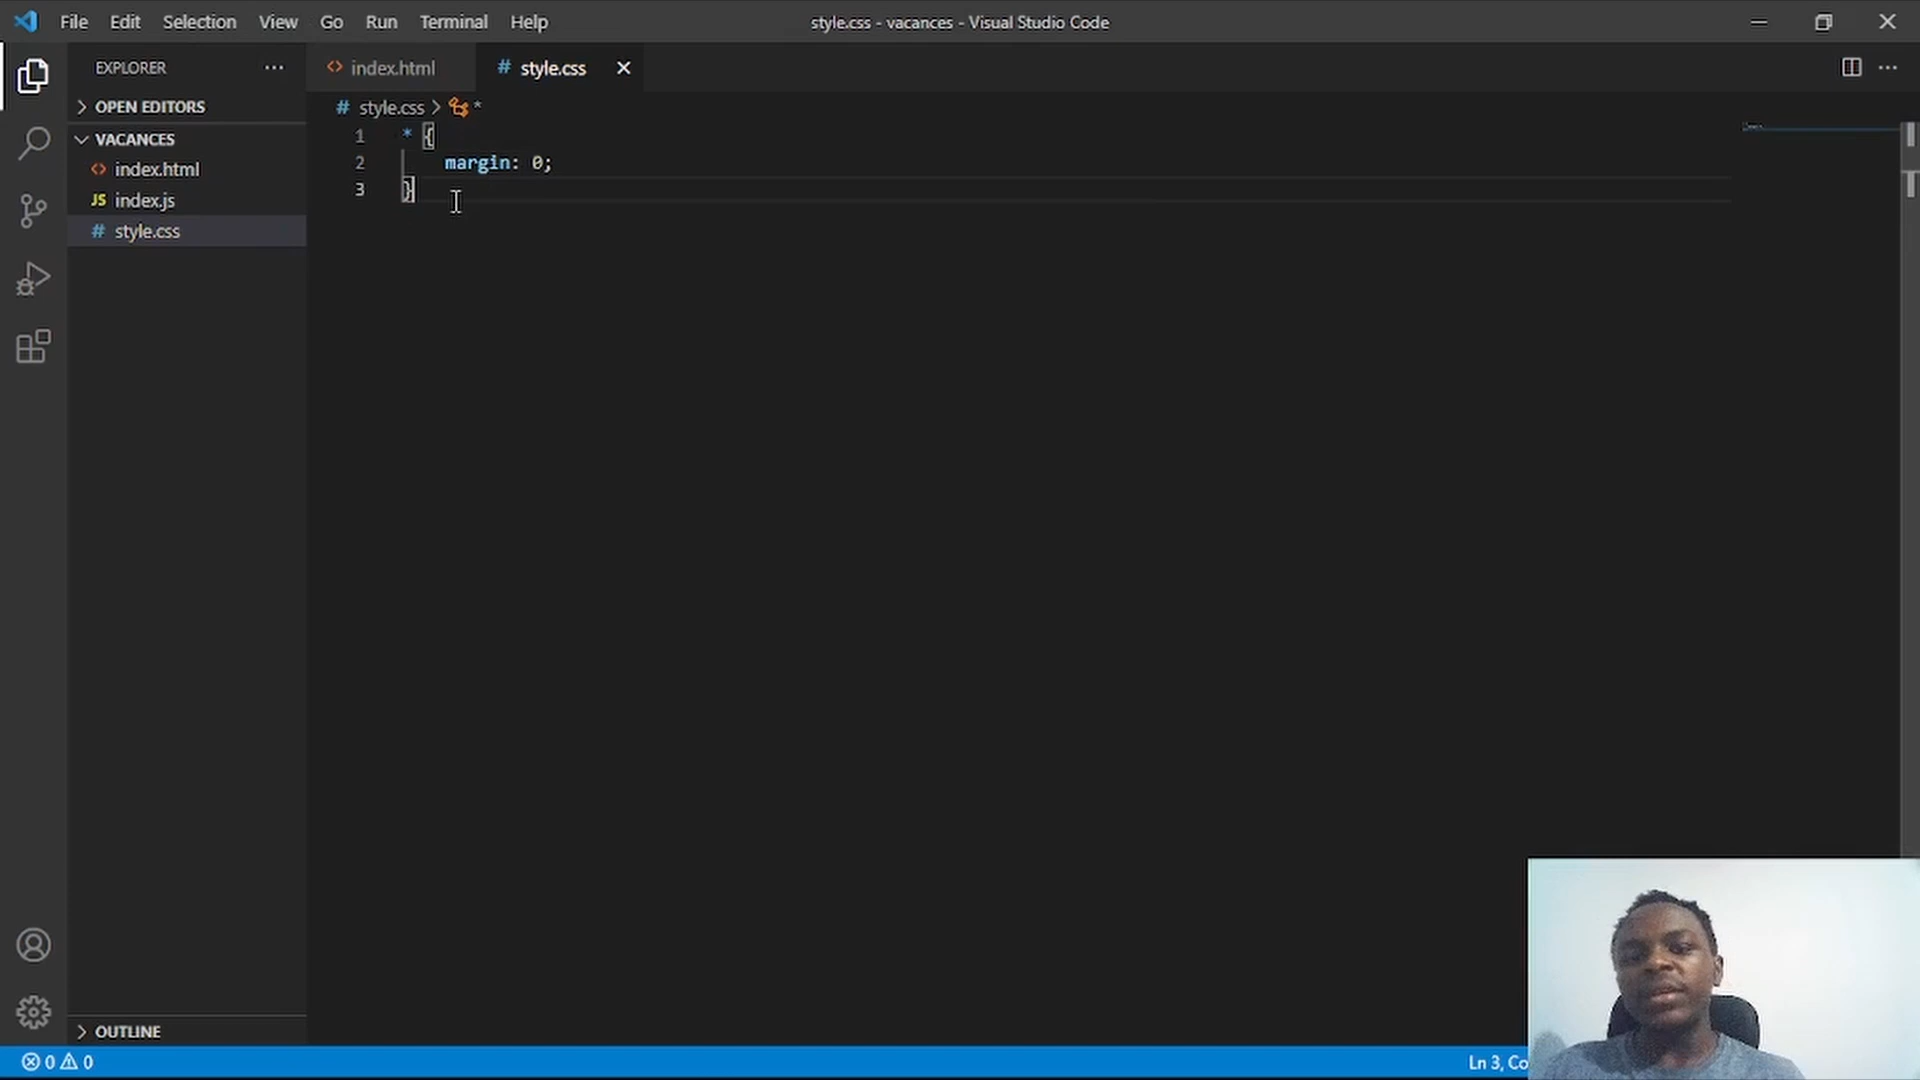 File Edit Selection View Go Run Terminal Help
style.css - vacances - Visual Studio Code
EXPLORER
OPEN EDITORS
VACANCES
index.html
JS index.js
# style.css
OUTLINE
index.html
# style.css
# style.css > *
1 * {
2 margin: 0;
3 }
0 0
Ln 3,